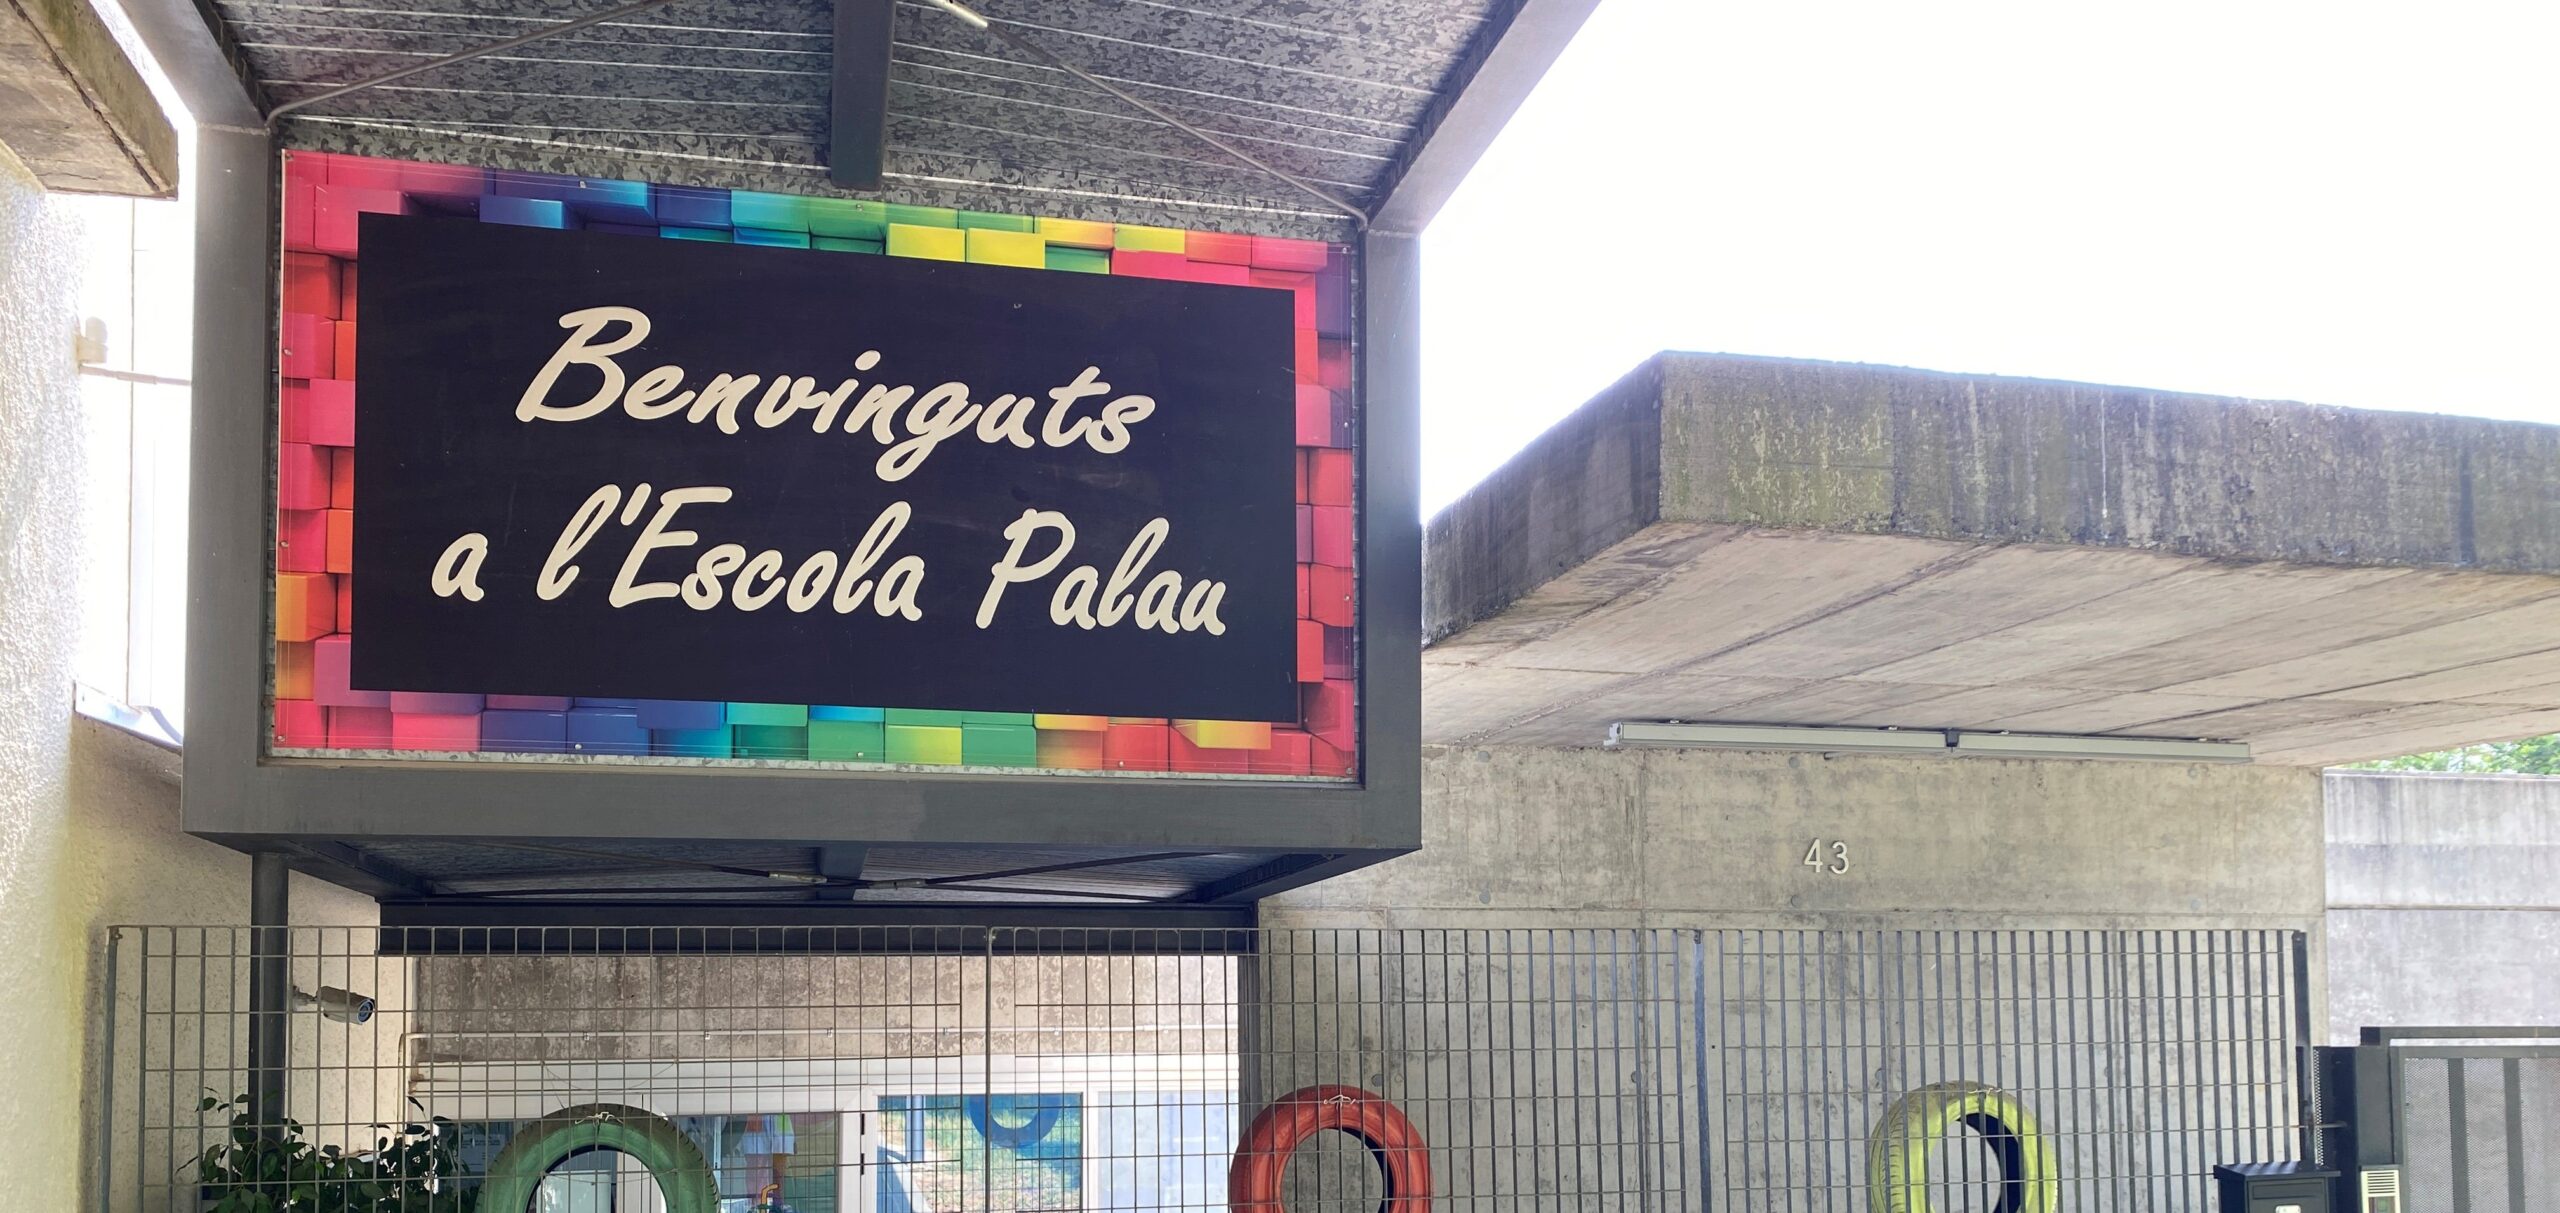 Benvinguts
a l'Escola Palau
43